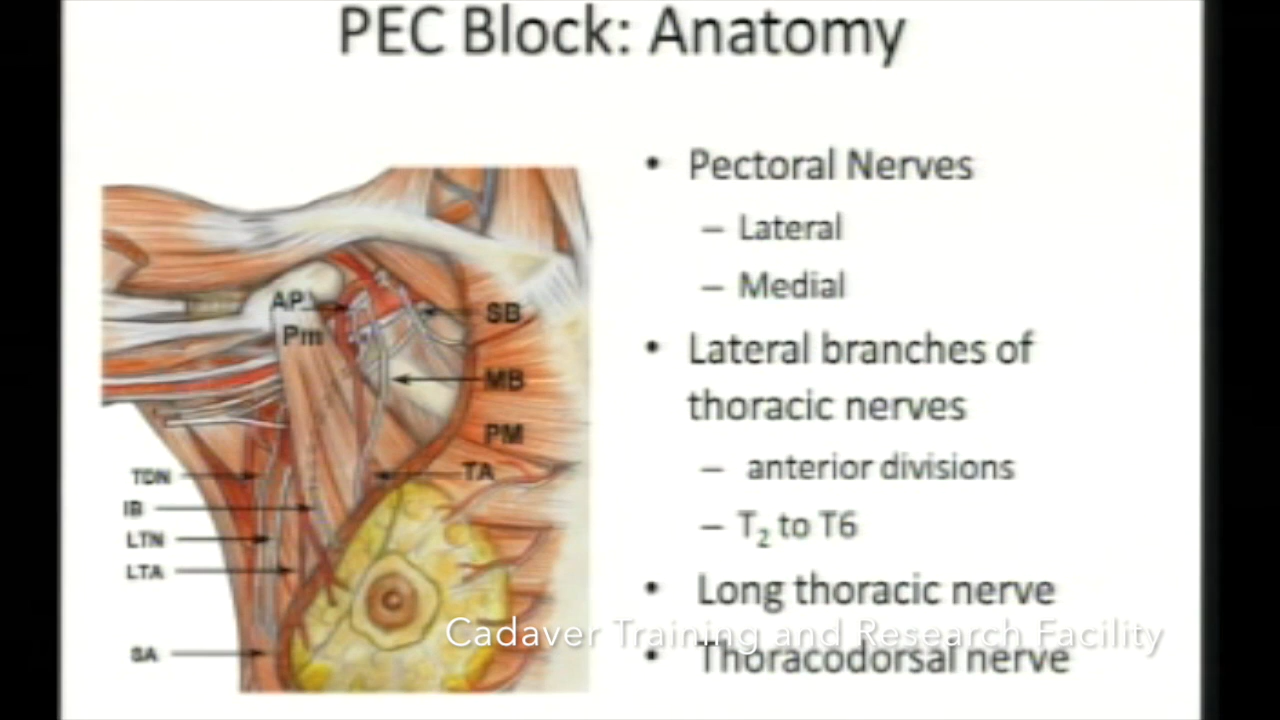 PEC Block: Anatomy
• Pectoral Nerves
– Lateral
– Medial
• Lateral branches of
thoracic nerves
– anterior divisions
– T₂ to T6
• Long thoracic nerve
• Thoracodorsal nerve
AP
Pm
SB
MB
PM
TA
TDN
IB
LTN
LTA
SA
Cadaver Training and Research Facility